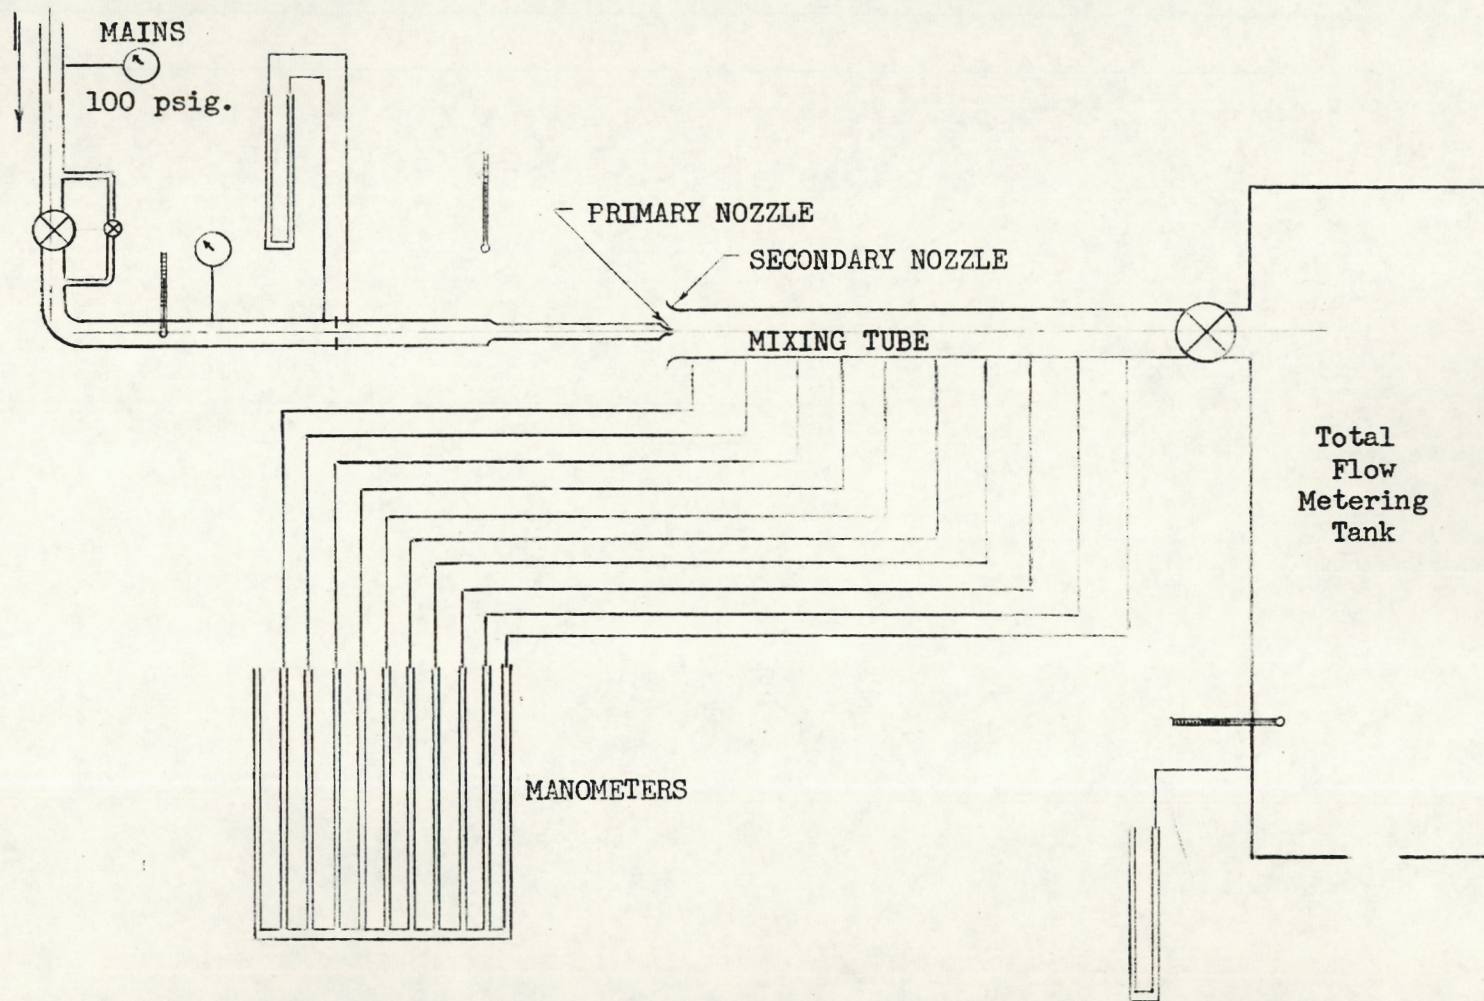 MAINS
100 psig.
PRIMARY NOZZLE
SECONDARY NOZZLE
MIXING TUBE
Total
Flow
Metering
Tank
MANOMETERS